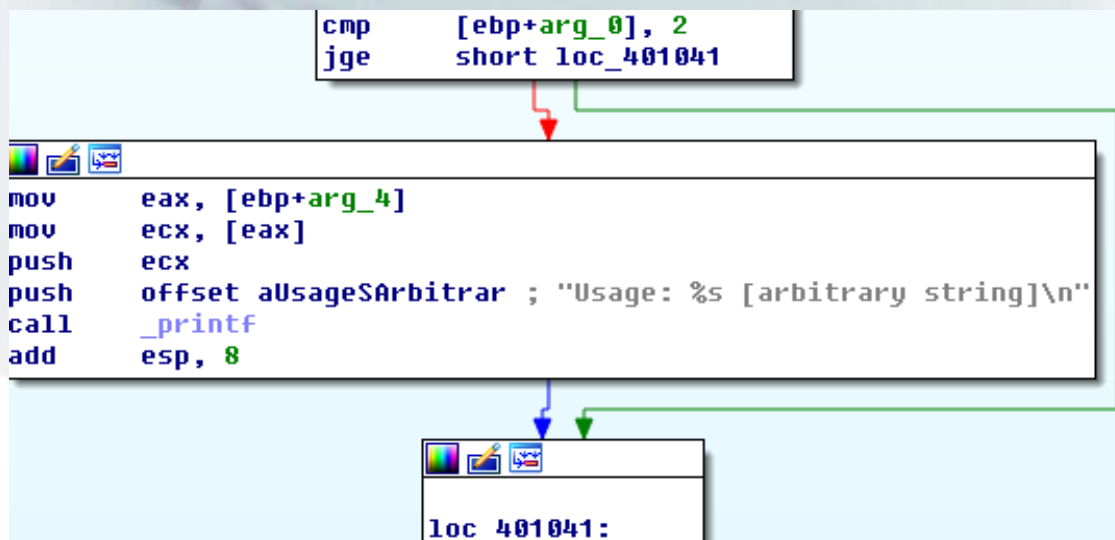 cmp     [ebp+arg_0], 2
jge     short loc_401041
mov     eax, [ebp+arg_4]
mov     ecx, [eax]
push    ecx
push    offset aUsageSArbitrar ; "Usage: %s [arbitrary string]\n"
call    _printf
add     esp, 8
loc_401041: